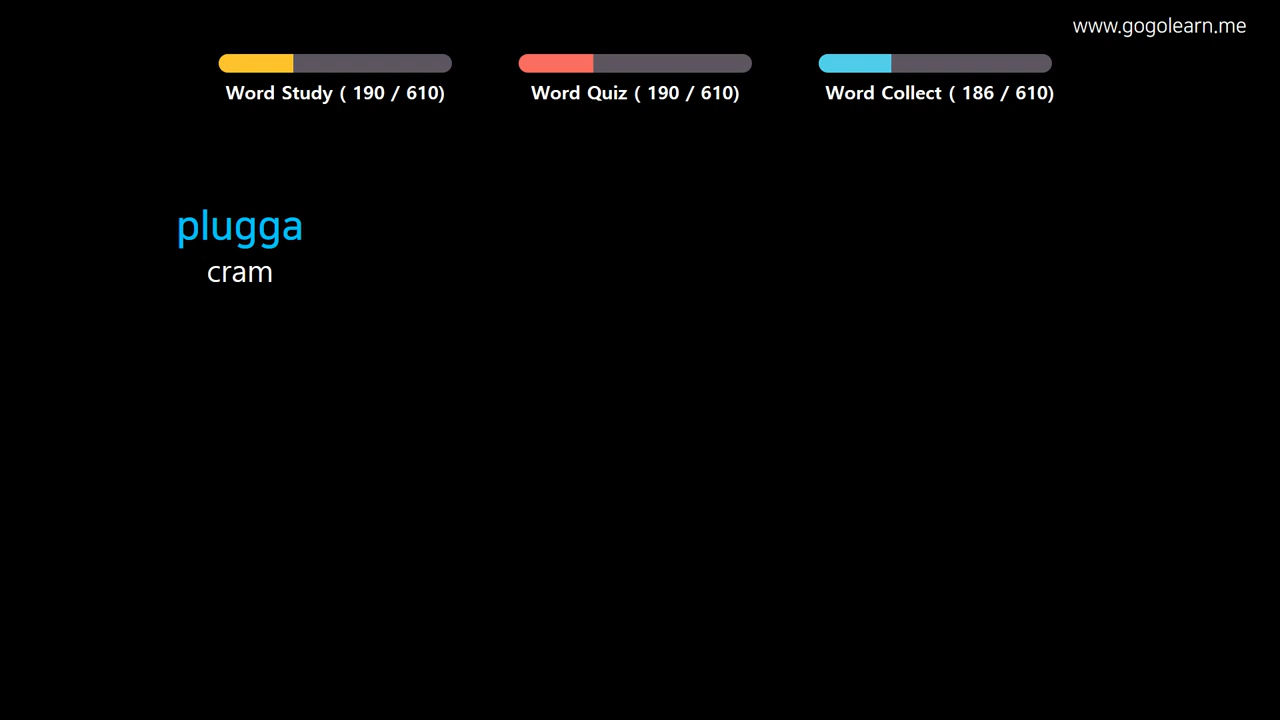 www.gogolearn.me
Word Study ( 190 / 610)
Word Quiz ( 190 / 610)
Word Collect ( 186 / 610)
plugga
cram